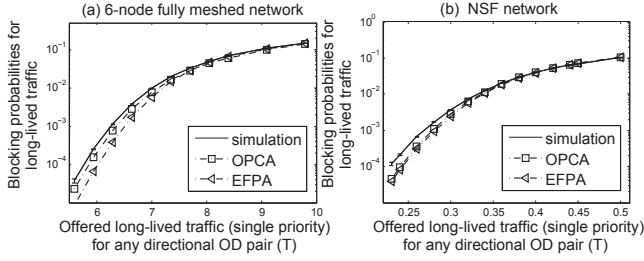 (a) 6-node fully meshed network
Blocking probabilities for
long-lived traffic
10⁻¹
10⁻²
10⁻³
10⁻⁴
simulation
OPCA
EFPA
6 7 8 9 10
Offered long-lived traffic (single priority)
for any directional OD pair (T)
(b) NSF network
Blocking probabilities for
long-lived traffic
10⁰
10⁻¹
10⁻²
10⁻³
10⁻⁴
simulation
OPCA
EFPA
0.25 0.3 0.35 0.4 0.45 0.5
Offered long-lived traffic (single priority)
for any directional OD pair (T)